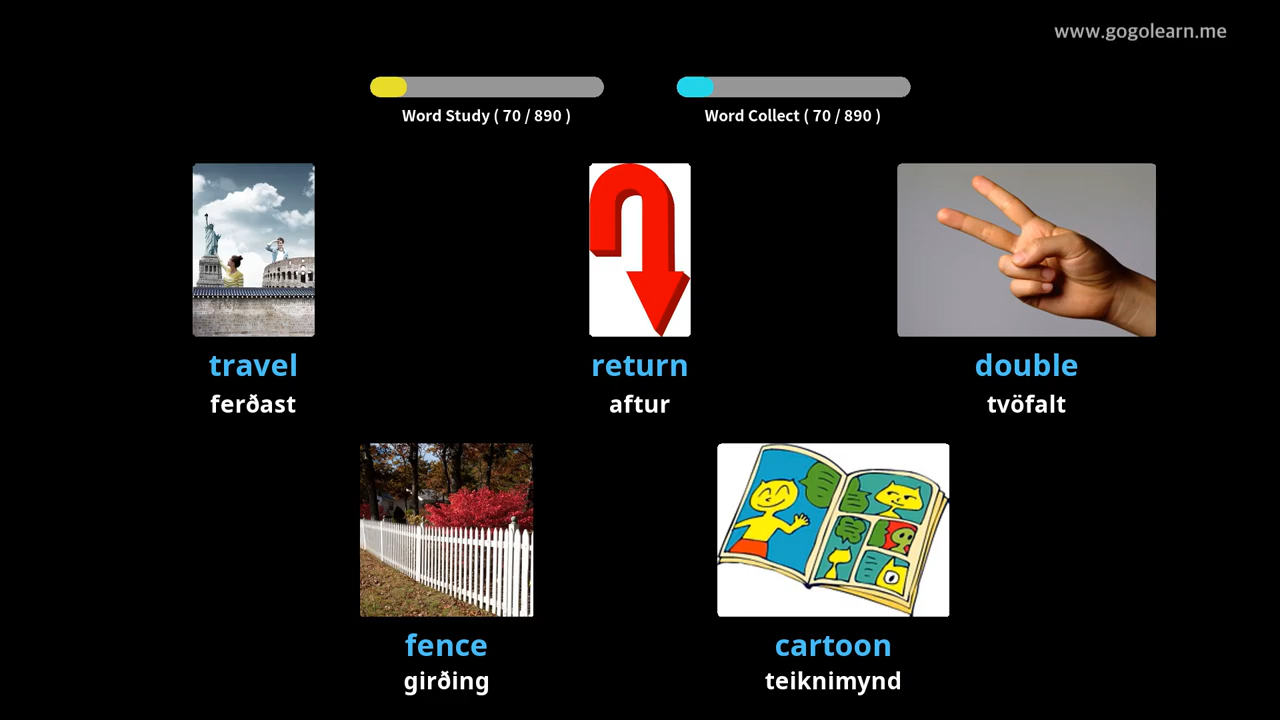 www.gogolearn.me
Word Study ( 70 / 890 )
Word Collect ( 70 / 890 )
travel
ferðast
return
aftur
double
tvöfalt
fence
girðing
cartoon
teiknimynd